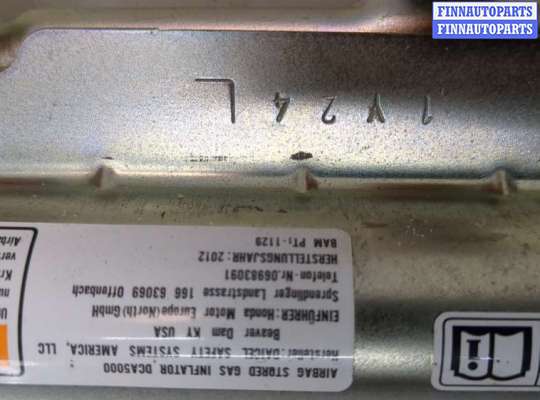 FINNAUTOPARTS
FINNAUTOPARTS
1Y24L
AIRBAG STORED GAS INFLATOR, DCA5000
Hersteller:DAICEL SAFETY SYSTEMS AMERICA, LLC
Beaver Dam KY USA
EINFÜHRER:Honda Motor Europe(North)GmbH
Sprendlinger Landstrasse 166 63069 Offenbach
Telefon-Nr.06983091
HERSTELLUNGSJAHR:2012
BAM PT₁-1129